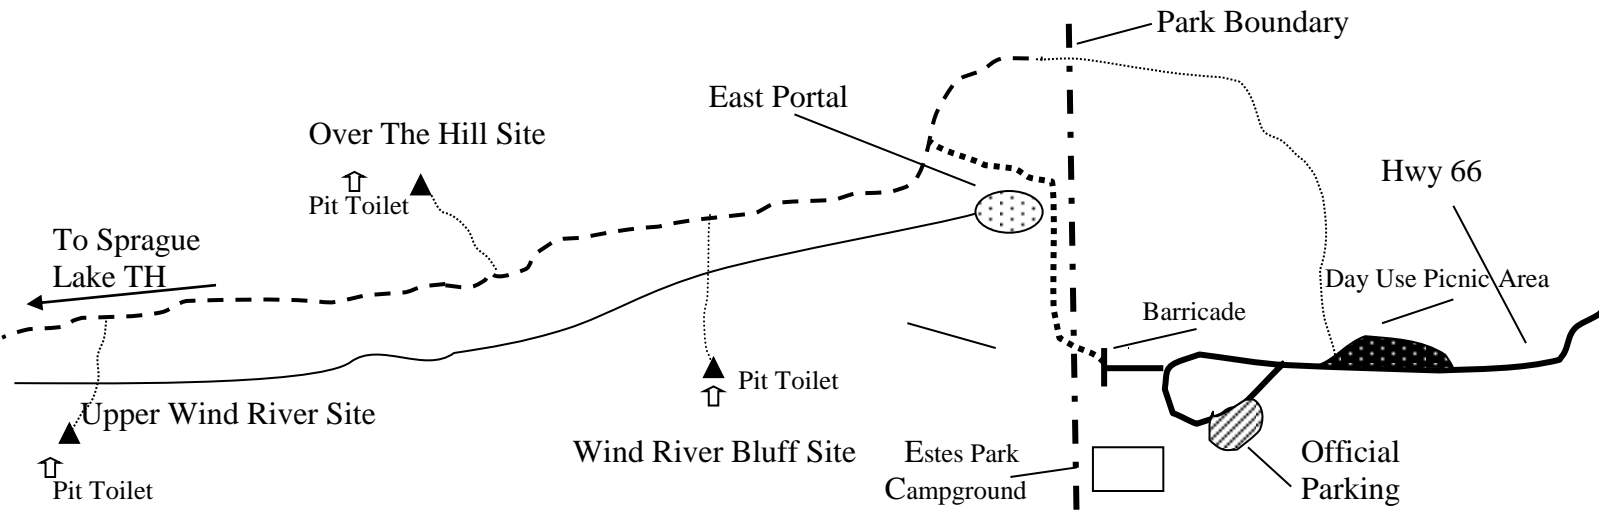 Park Boundary
East Portal
Over The Hill Site
Hwy 66
Pit Toilet
To Sprague
Lake TH
Day Use Picnic Area
Barricade
Pit Toilet
Upper Wind River Site
Wind River Bluff Site
Estes Park
Campground
Official
Parking
Pit Toilet